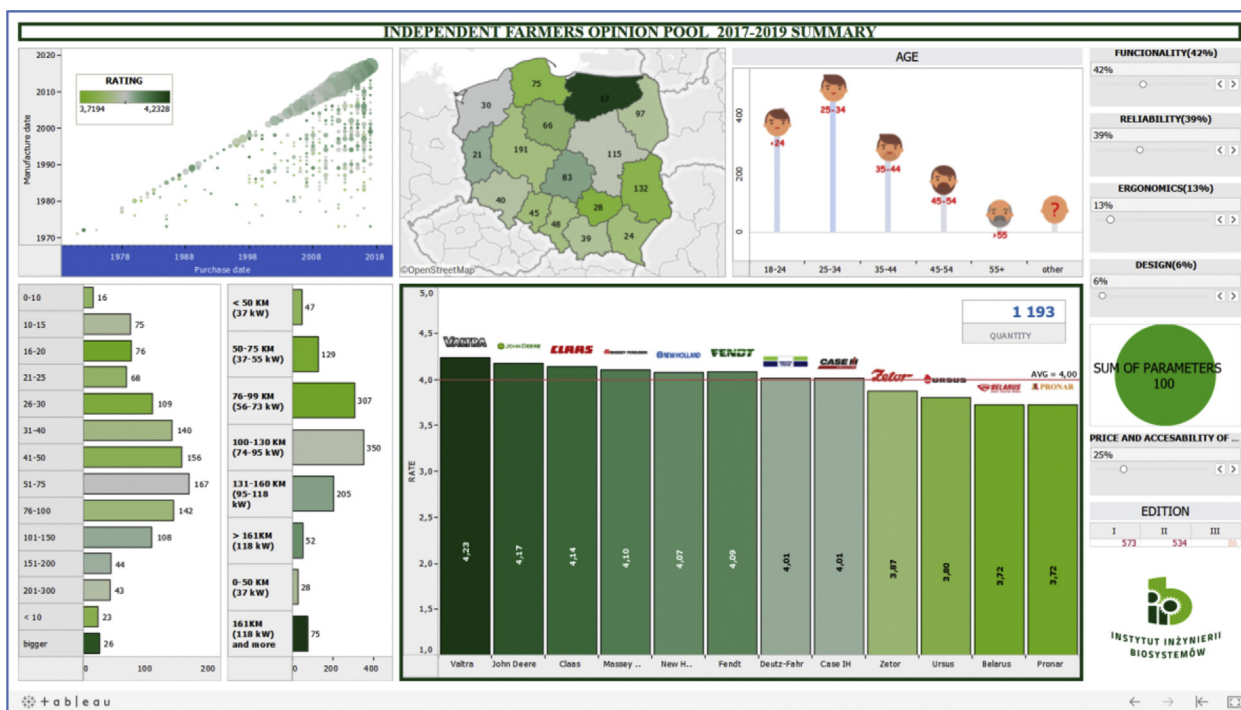 INDEPENDENT FARMERS OPINION POOL 2017-2019 SUMMARY
2020
2010
2000
1990
1980
1970
Manufacture date
RATING
3,7194 4,2328
1978 1988 1998 2008 2018
Purchase date
75
30
17
97
66
21
191
115
83
132
40
28
45
48
39
24
©OpenStreetMap
AGE
400
200
0
<24
25-34
35-44
45-54
>55
?
18-24 25-34 35-44 45-54 55+ other
FUNCIONALITY(42%)
42%
RELIABILITY(39%)
39%
ERGONOMICS(13%)
13%
DESIGN(6%)
6%
SUM OF PARAMETERS
100
PRICE AND ACCESABILITY OF ...
25%
EDITION
I II III
573 534
INSTYTUT INŻYNIERII
BIOSYSTEMÓW
0-10 16
10-15 75
16-20 76
21-25 68
26-30 109
31-40 140
41-50 156
51-75 167
76-100 142
101-150 108
151-200 44
201-300 43
< 10 23
bigger 26
0 100 200
< 50 KM
(37 kW)
47
50-75 KM
(37-55 kW)
129
76-99 KM
(56-73 kW)
307
100-130 KM
(74-95 kW)
350
131-160 KM
(95-118
kW)
205
> 161KM
(118 kW)
52
0-50 KM
(37 kW)
28
161KM
(118 kW)
and more
75
0 200 400
5,0
4,5
4,0
3,5
3,0
2,5
2,0
1,5
1,0
RATE
1 193
QUANTITY
VALTRA
JOHN DEERE
CLAAS
MASSEY FERGUSON
NEW HOLLAND
FENDT
CASE IH
Zetor
URSUS
BELARUS
PRONAR
AVG = 4,00
4,23 4,17 4,14 4,10 4,07 4,09 4,01 4,01 3,87 3,80 3,72 3,72
Valtra John Deere Claas Massey .. New H.. Fendt Deutz-Fahr Case IH Zetor Ursus Belarus Pronar
+ableau